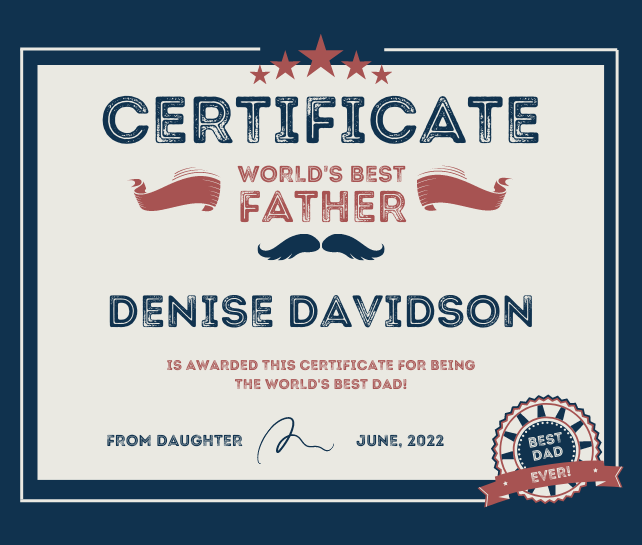 CERTIFICATE
WORLD'S BEST
FATHER
DENISE DAVIDSON
IS AWARDED THIS CERTIFICATE FOR BEING
THE WORLD'S BEST DAD!
FROM DAUGHTER
JUNE, 2022
BEST
DAD
EVER!